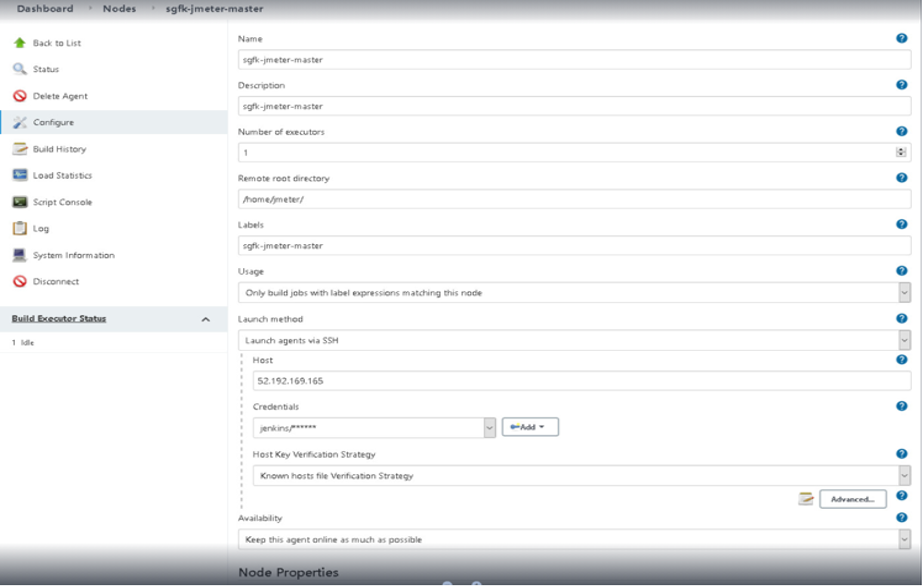 Dashboard > Nodes > sgfk-jmeter-master
Back to List
Status
Delete Agent
Configure
Build History
Load Statistics
Script Console
Log
System Information
Disconnect
Build Executor Status
1 Idle
Name
sgfk-jmeter-master
Description
sgfk-jmeter-master
Number of executors
1
Remote root directory
/home/jmeter/
Labels
sgfk-jmeter-master
Usage
Only build jobs with label expressions matching this node
Launch method
Launch agents via SSH
Host
52.192.169.165
Credentials
jenkins/******
Add
Host Key Verification Strategy
Known hosts file Verification Strategy
Advanced...
Availability
Keep this agent online as much as possible
Node Properties